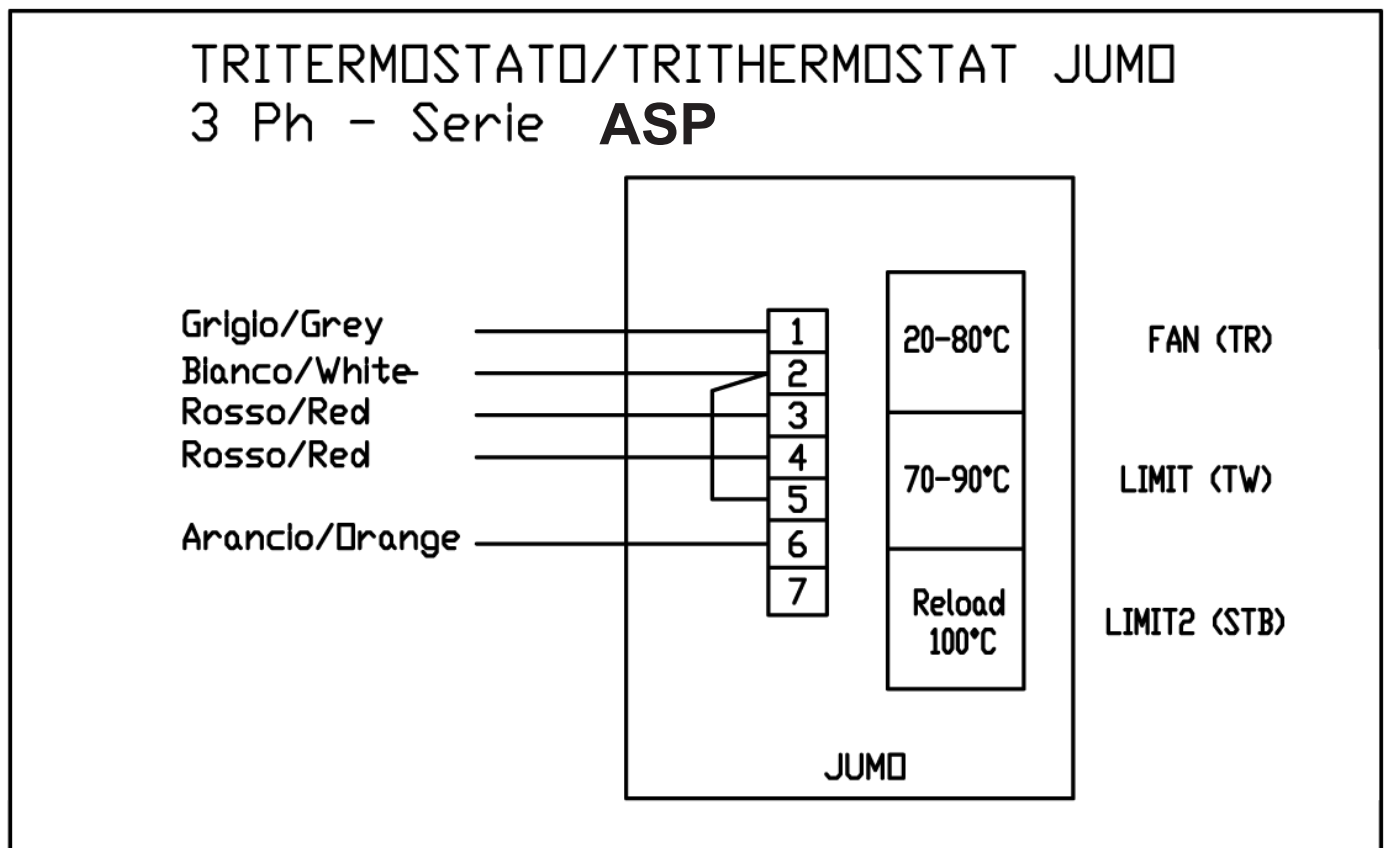 TRITERMOSTATO/TRITHERMOSTAT JUMO
3 Ph - Serie ASP
Grigio/Grey
Bianco/White
Rosso/Red
Rosso/Red
Arancio/Orange
1
2
3
4
5
6
7
20-80°C
FAN (TR)
70-90°C
LIMIT (TW)
Reload
100°C
LIMIT2 (STB)
JUMO